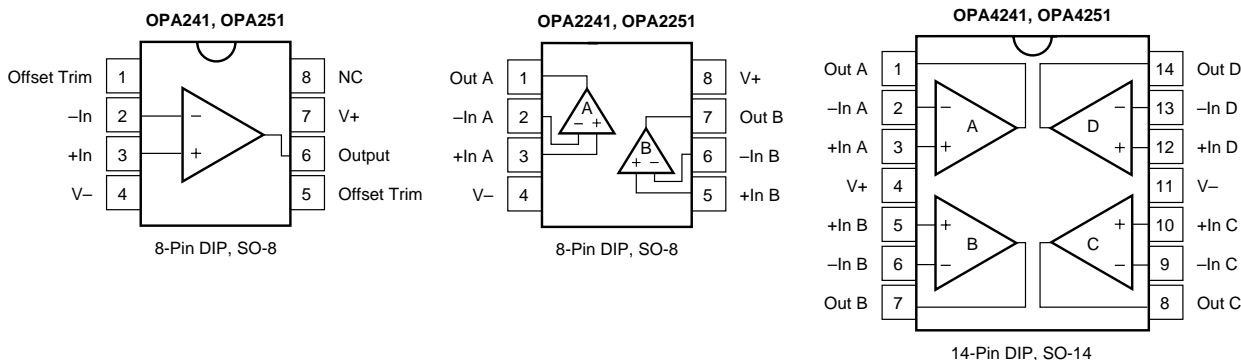 OPA241, OPA251
Offset Trim 1 8 NC
–In 2 − 7 V+
+In 3 + 6 Output
V– 4 5 Offset Trim
8-Pin DIP, SO-8
OPA2241, OPA2251
Out A 1 8 V+
A
–In A 2 − + 7 Out B
B
+In A 3 + − 6 –In B
V– 4 5 +In B
8-Pin DIP, SO-8
OPA4241, OPA4251
Out A 1 14 Out D
–In A 2 − − 13 –In D
A D
+In A 3 + + 12 +In D
V+ 4 11 V–
+In B 5 + + 10 +In C
B C
–In B 6 − − 9 –In C
Out B 7 8 Out C
14-Pin DIP, SO-14